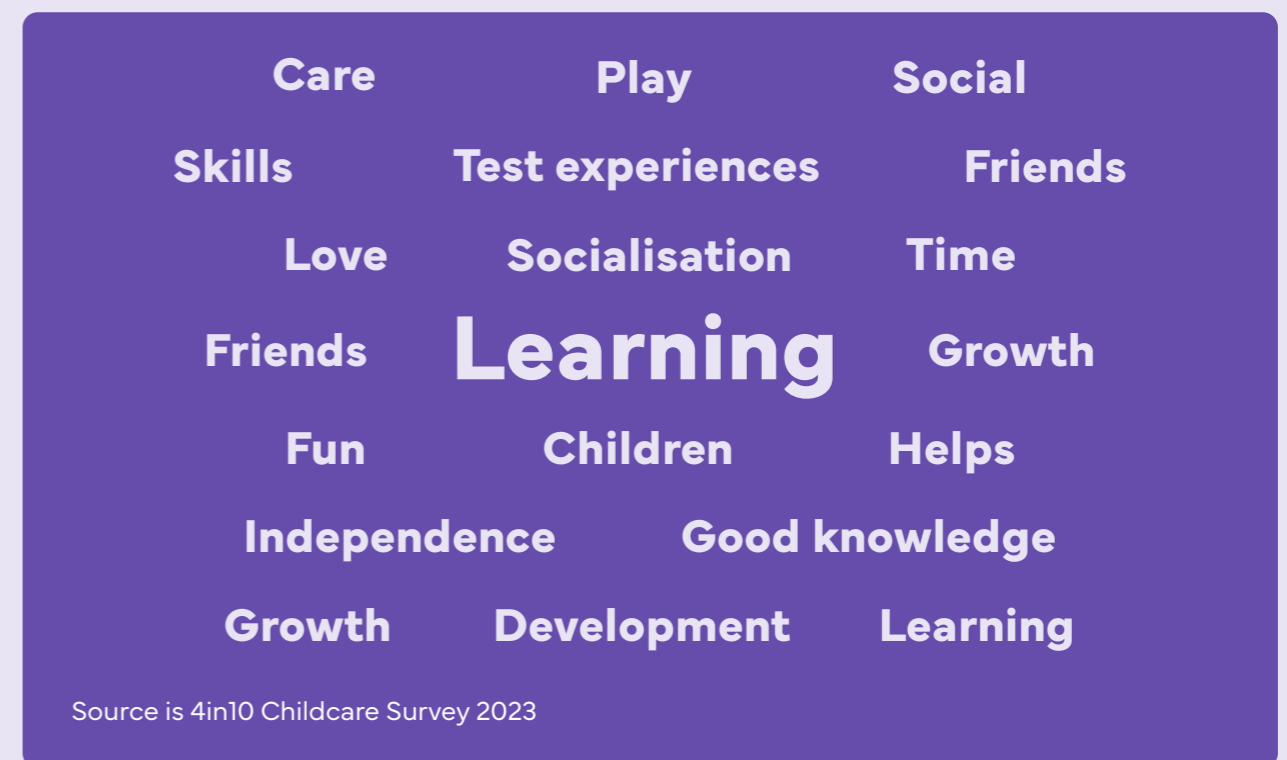 Care Play Social
Skills Test experiences Friends
Love Socialisation Time
Friends Learning Growth
Fun Children Helps
Independence Good knowledge
Growth Development Learning
Source is 4in10 Childcare Survey 2023